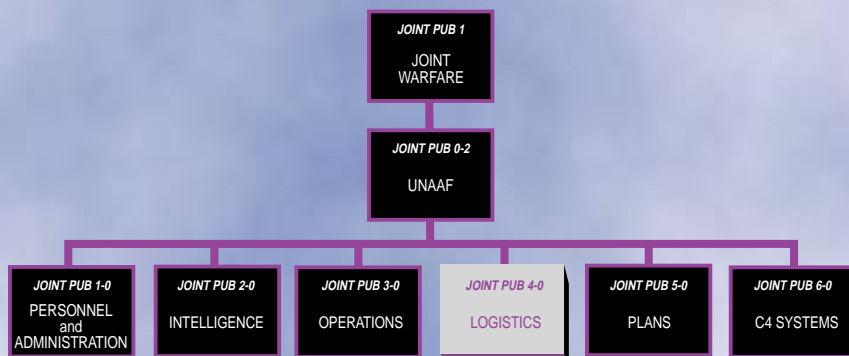 JOINT PUB 1
JOINT
WARFARE
JOINT PUB 0-2
UNAAF
JOINT PUB 1-0
PERSONNEL
and
ADMINISTRATION
JOINT PUB 2-0
INTELLIGENCE
JOINT PUB 3-0
OPERATIONS
JOINT PUB 4-0
LOGISTICS
JOINT PUB 5-0
PLANS
JOINT PUB 6-0
C4 SYSTEMS